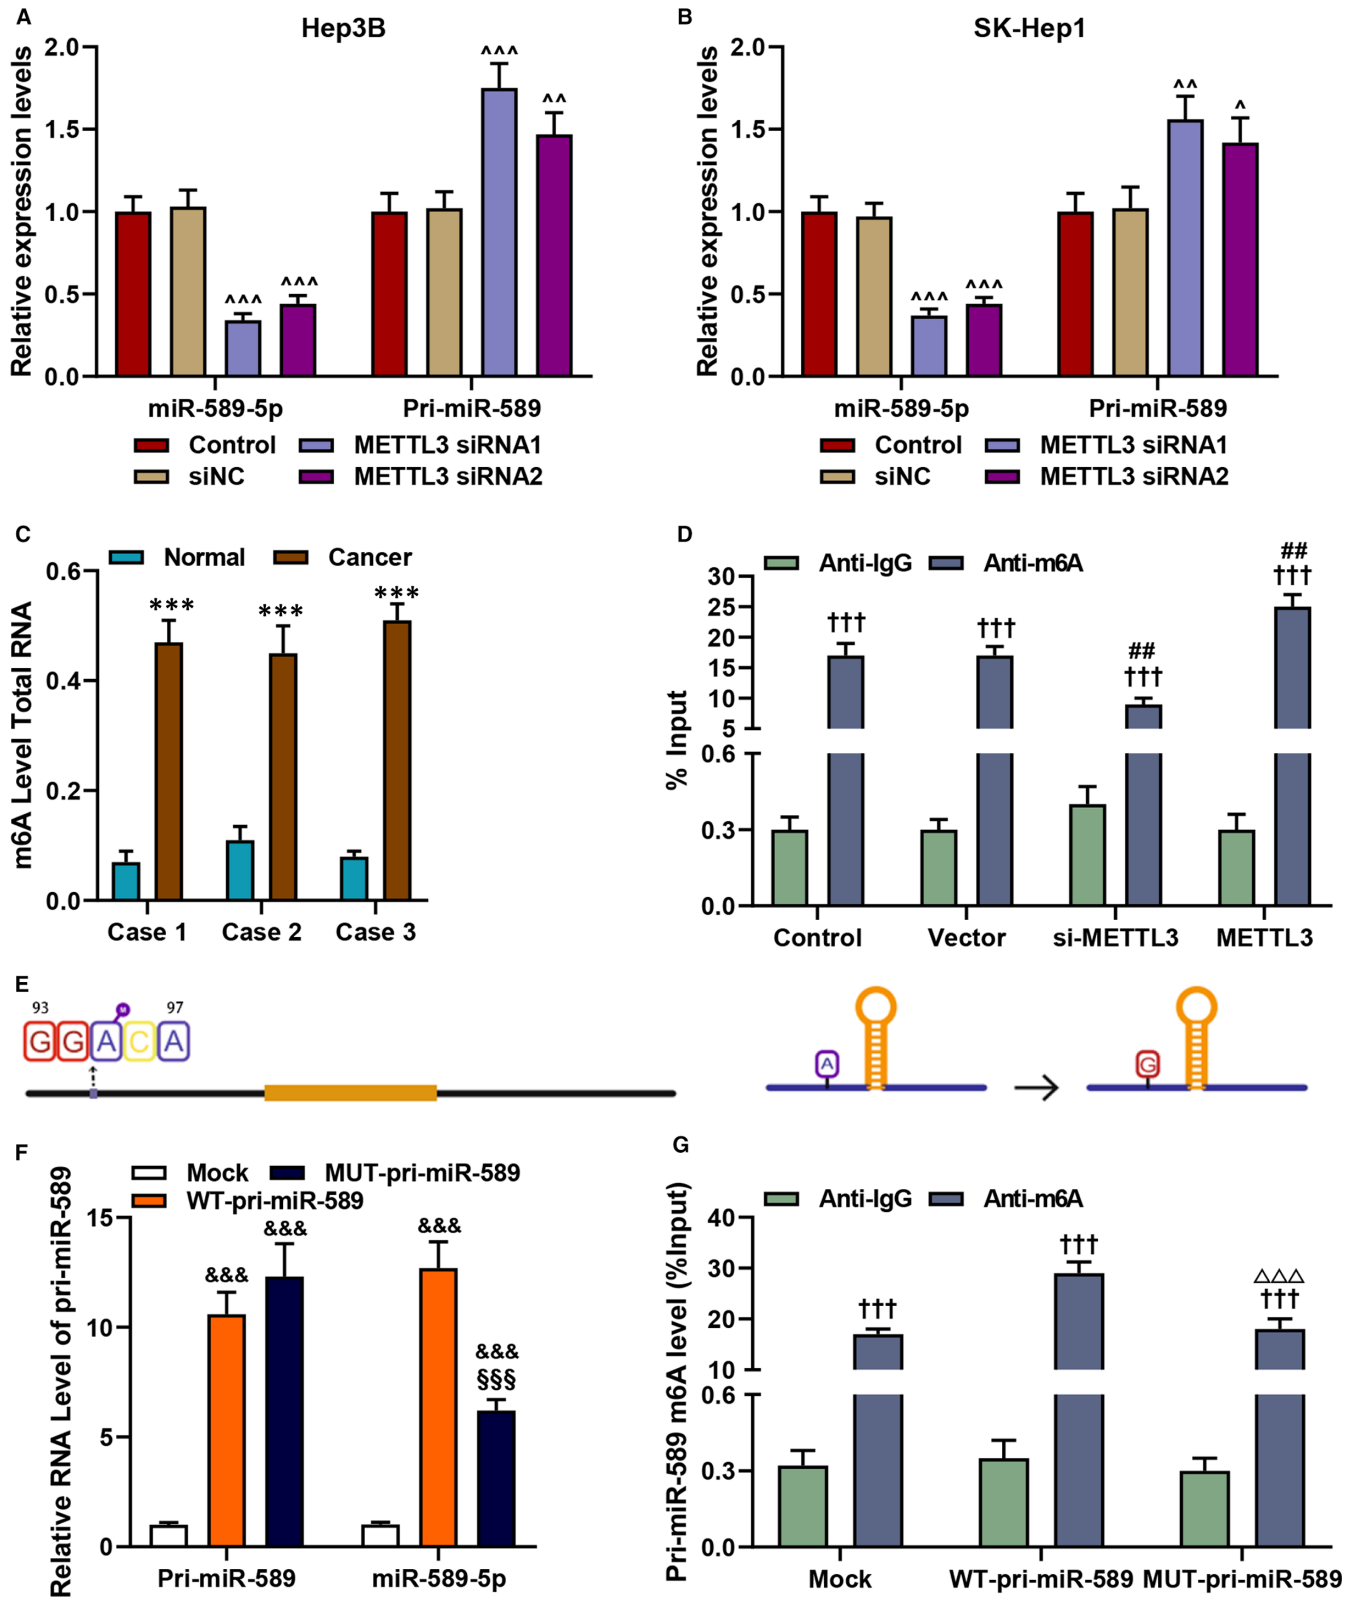 A
Hep3B
Relative expression levels
2.0
1.5
1.0
0.5
0.0
^^^
^^^
^^^
^^
miR-589-5p
Pri-miR-589
Control
METTL3 siRNA1
siNC
METTL3 siRNA2
B
SK-Hep1
Relative expression levels
2.0
1.5
1.0
0.5
0.0
^^^
^^^
^^
^
miR-589-5p
Pri-miR-589
Control
METTL3 siRNA1
siNC
METTL3 siRNA2
C
Normal
Cancer
m6A Level Total RNA
0.6
0.4
0.2
0.0
***
***
***
Case 1
Case 2
Case 3
D
Anti-IgG
Anti-m6A
% Input
30
25
20
15
10
5
0.6
0.3
0.0
†††
†††
##
†††
##
†††
Control
Vector
si-METTL3
METTL3
E
93
97
M
G G A C A
A
G
F
Mock
MUT-pri-miR-589
WT-pri-miR-589
Relative RNA Level of pri-miR-589
15
10
5
0
&&&
&&&
&&&
&&&
§§§
Pri-miR-589
miR-589-5p
G
Anti-IgG
Anti-m6A
Pri-miR-589 m6A level (%Input)
40
30
20
10
0.6
0.3
0.0
†††
†††
△△△
†††
Mock
WT-pri-miR-589
MUT-pri-miR-589